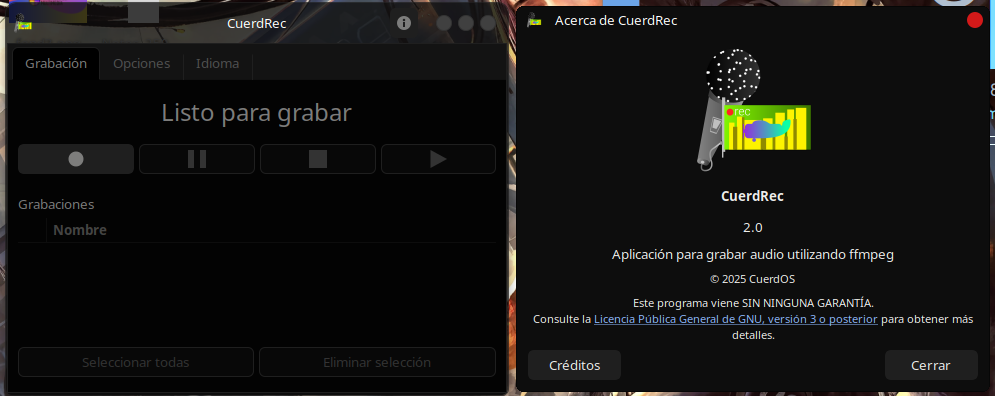 CuerdRec
Grabación
Opciones
Idioma
Listo para grabar
Grabaciones
Nombre
Seleccionar todas
Eliminar selección
Acerca de CuerdRec
rec
CuerdRec
2.0
Aplicación para grabar audio utilizando ffmpeg
© 2025 CuerdOS
Este programa viene SIN NINGUNA GARANTÍA.
Consulte la Licencia Pública General de GNU, versión 3 o posterior para obtener más
detalles.
Créditos
Cerrar